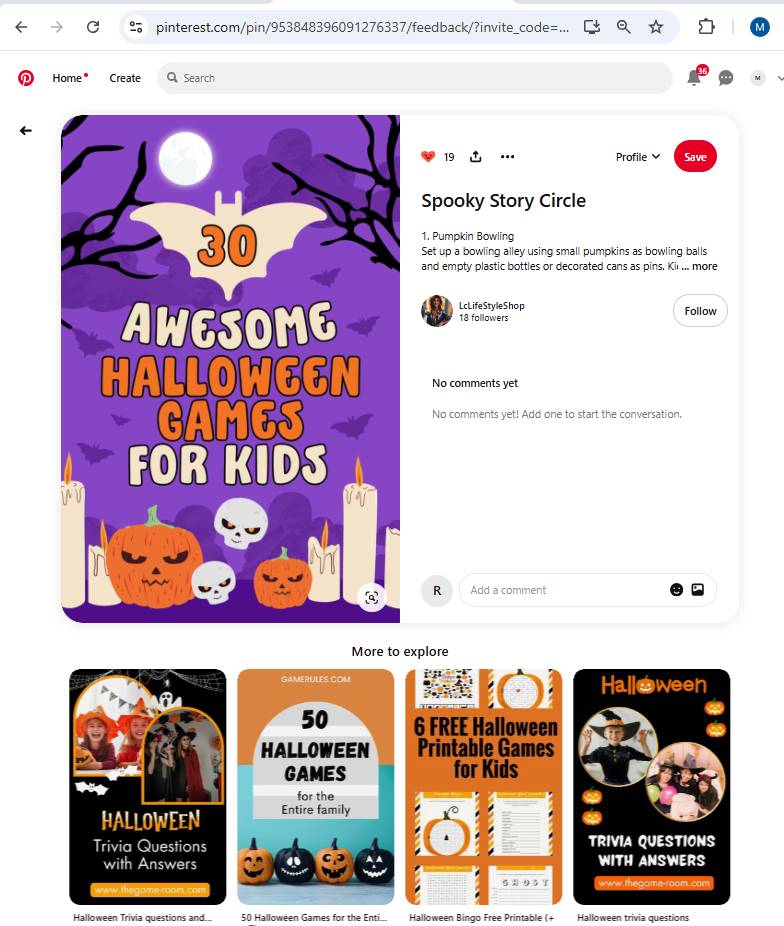 pinterest.com/pin/953848396091276337/feedback/?invite_code=...
M
Home
Create
Search
36
M
30
AWESOME
HALLOWEEN
GAMES
FOR KIDS
19
Profile
Save
Spooky Story Circle
1. Pumpkin Bowling
Set up a bowling alley using small pumpkins as bowling balls
and empty plastic bottles or decorated cans as pins. Ki... more
LcLifeStyleShop
18 followers
Follow
No comments yet
No comments yet! Add one to start the conversation.
R
Add a comment
More to explore
HALLOWEEN
Trivia Questions
with Answers
www.thegame-room.com
Halloween Trivia questions and...
GAMERULES.COM
50
HALLOWEEN
GAMES
for the
Entire family
50 Halloween Games for the Enti...
6 FREE Halloween
Printable Games
for Kids
GHOST
Halloween Bingo Free Printable (+
Halloween
TRIVIA QUESTIONS
WITH ANSWERS
www.thegame-room.com
Halloween trivia questions